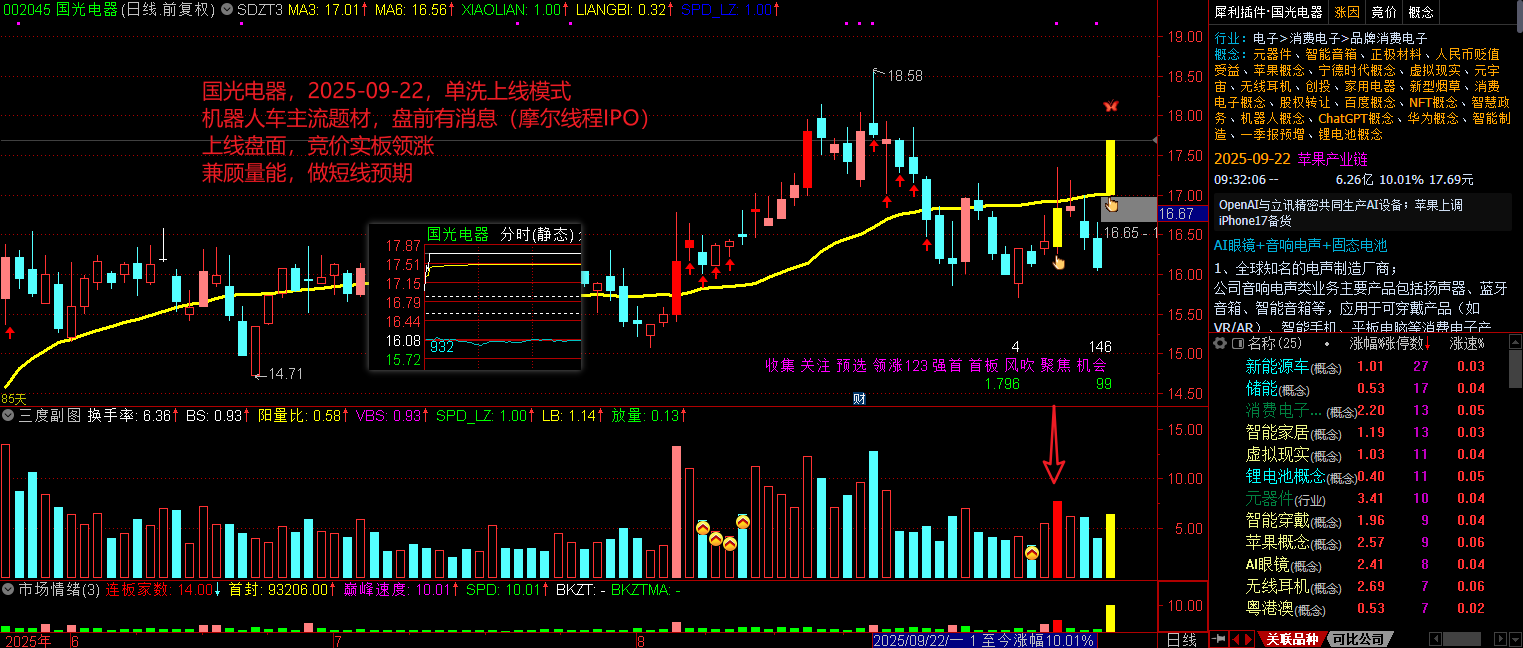 002045 国光电器(日线.前复权) SDZT3 MA3: 17.01↑ MA6: 16.56↑ XIAOLIAN: 1.00↑ LIANGBI: 0.32↑ SPD_LZ 1.00↑
国光电器，2025-09-22，单洗上线模式
机器人车主流题材，盘前有消息（摩尔线程IPO）
上线盘面，竞价实板领涨
兼顾量能，做短线预期
18.58
14.71
16.65 - 1
国光电器 分时(静态)
17.87
17.51
17.15
16.79
16.44
16.08
15.72
932
4 146
收集 关注 预选 领涨123 强首 首板 风吹 聚焦 机会
1.796 99
85天
财
19.00
18.50
18.00
17.50
17.00
16.67
16.50
16.00
15.50
15.00
14.50
三度副图 换手率: 6.36↑ BS: 0.93↑ 阳量比: 0.58↑ VBS: 0.93↑ SPD_LZ: 1.00↑ LB: 1.14↑ 放量: 0.13↑
15.00
10.00
5.00
市场情绪(3) 连板家数: 14.00↓ 首封: 93206.00↑ 巅峰速度: 10.01↑ SPD: 10.01↑ BKZT: - BKZTMA: -
10.00
2025年 6 7 8 2025/09/22/一 1 至今涨幅10.01% 日线
犀利插件·国光电器 涨因 竞价 概念
行业: 电子>消费电子>品牌消费电子
概念: 元器件、智能音箱、正极材料、人民币贬值
受益、苹果概念、宁德时代概念、虚拟现实、元宇
宙、无线耳机、创投、家用电器、新型烟草、消费
电子概念、股权转让、百度概念、NFT概念、智慧政
务、机器人概念、ChatGPT概念、华为概念、智能制
造、一季报预增、锂电池概念
2025-09-22 苹果产业链
09:32:06 -- 6.26亿 10.01% 17.69元
OpenAI与立讯精密共同生产AI设备；苹果上调
iPhone17备货
AI眼镜+音响电声+固态电池
1、全球知名的电声制造厂商；
公司音响电声类业务主要产品包括扬声器、蓝牙
音箱、智能音箱等，应用于可穿戴产品（如
VR/AR）、智能手机、平板电脑等消费电子产
名称(25) 涨幅% 涨停数↓ 涨速%
新能源车(概念) 1.01 27 0.03
储能(概念) 0.53 17 0.04
消费电子...(概念) 2.20 13 0.05
智能家居(概念) 1.19 13 0.03
虚拟现实(概念) 1.03 11 0.04
锂电池概念(概念) 0.40 11 0.05
元器件(行业) 3.41 10 0.04
智能穿戴(概念) 1.96 9 0.04
苹果概念(概念) 2.57 9 0.06
AI眼镜(概念) 2.41 8 0.04
无线耳机(概念) 2.69 7 0.06
粤港澳(概念) 0.53 7 0.02
关联品种 可比公司